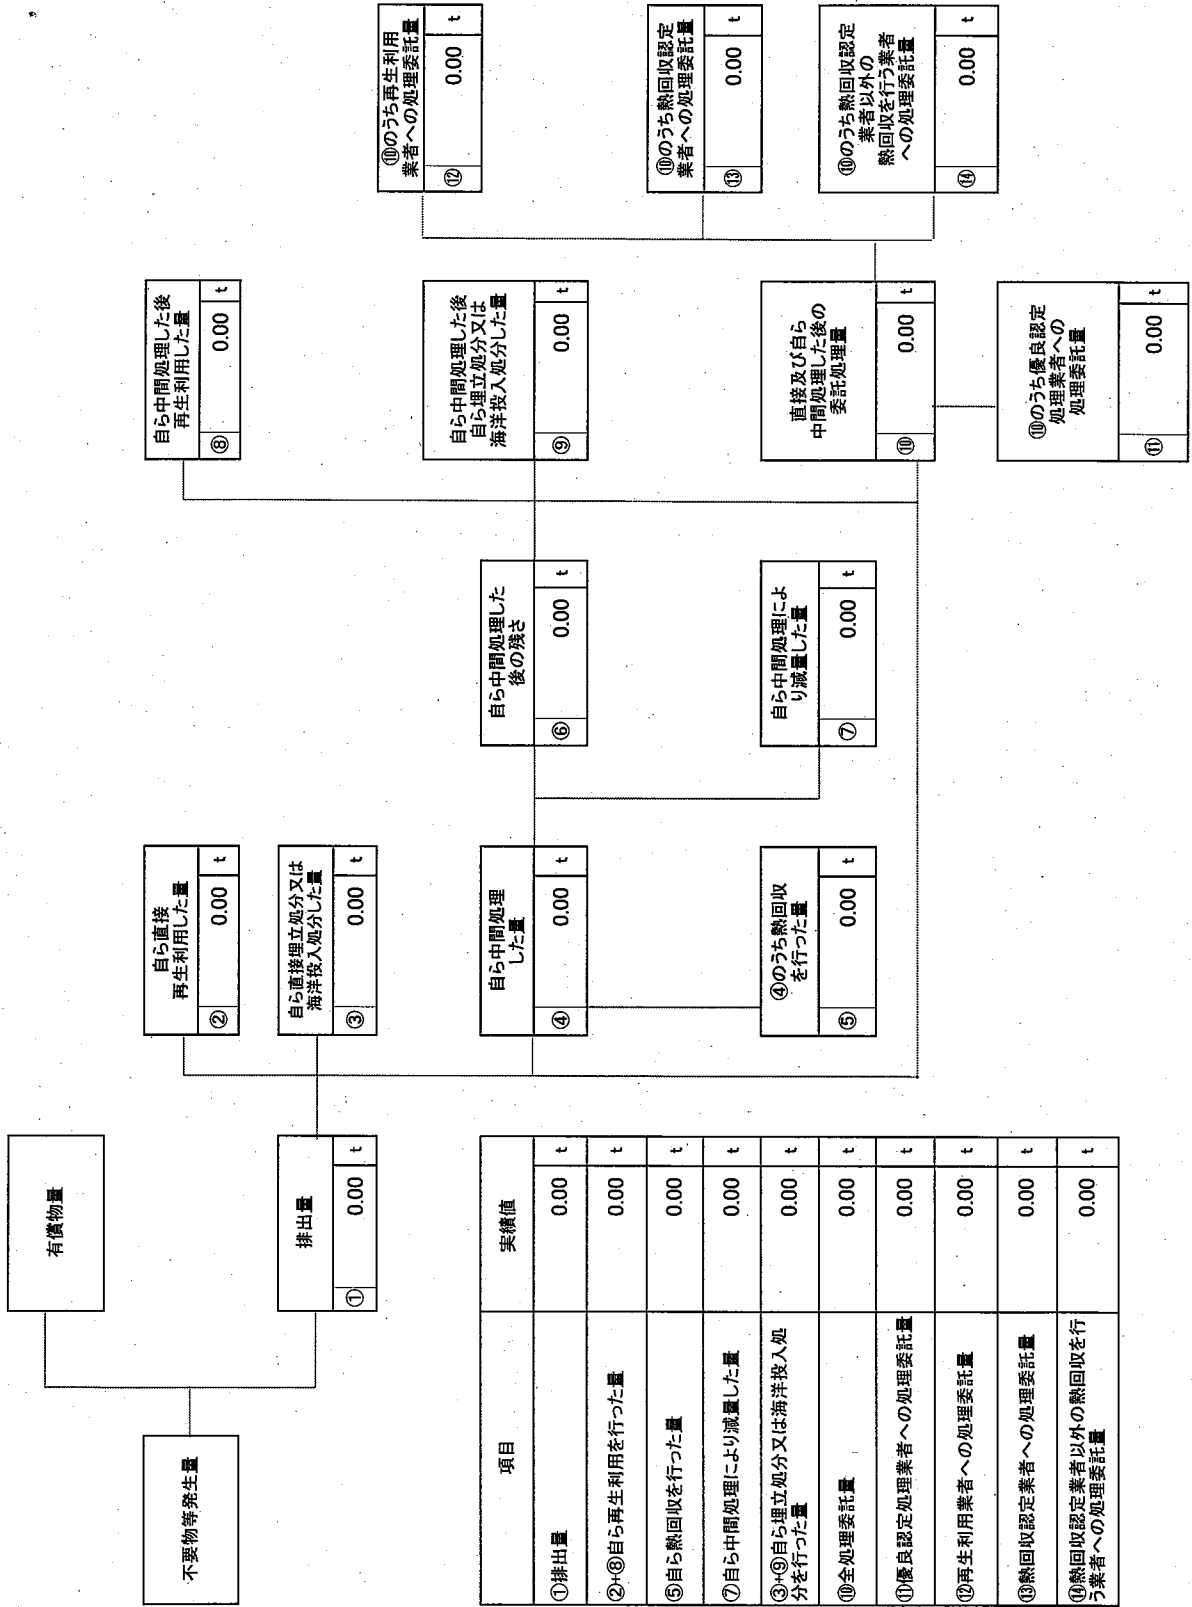 不要物等発生量
有償物量
排出量
① 0.00 t
自ら直接
再生利用した量
② 0.00 t
自ら直接埋立処分又は
海洋投入処分した量
③ 0.00 t
自ら中間処理
した量
④ 0.00 t
④のうち熱回収
を行った量
⑤ 0.00 t
自ら中間処理した
後の残さ
⑥ 0.00 t
自ら中間処理によ
り減量した量
⑦ 0.00 t
自ら中間処理した後
再生利用した量
⑧ 0.00 t
自ら中間処理した後
自ら埋立処分又は
海洋投入処分した量
⑨ 0.00 t
直接及び自ら
中間処理した後の
委託処理量
⑩ 0.00 t
⑩のうち優良認定
処理業者への
処理委託量
⑪ 0.00 t
⑩のうち再生利用
業者への処理委託量
⑫ 0.00 t
⑩のうち熱回収認定
業者への処理委託量
⑬ 0.00 t
⑩のうち熱回収認定
業者以外の
熱回収を行う業者
への処理委託量
⑭ 0.00 t
項目 実績値
①排出量 0.00 t
②+⑧自ら再生利用を行った量 0.00 t
⑤自ら熱回収を行った量 0.00 t
⑦自ら中間処理により減量した量 0.00 t
③+⑨自ら埋立処分又は海洋投入処
分を行った量 0.00 t
⑩全処理委託量 0.00 t
⑪優良認定処理業者への処理委託量 0.00 t
⑫再生利用業者への処理委託量 0.00 t
⑬熱回収認定業者への処理委託量 0.00 t
⑭熱回収認定業者以外の熱回収を行
う業者への処理委託量 0.00 t